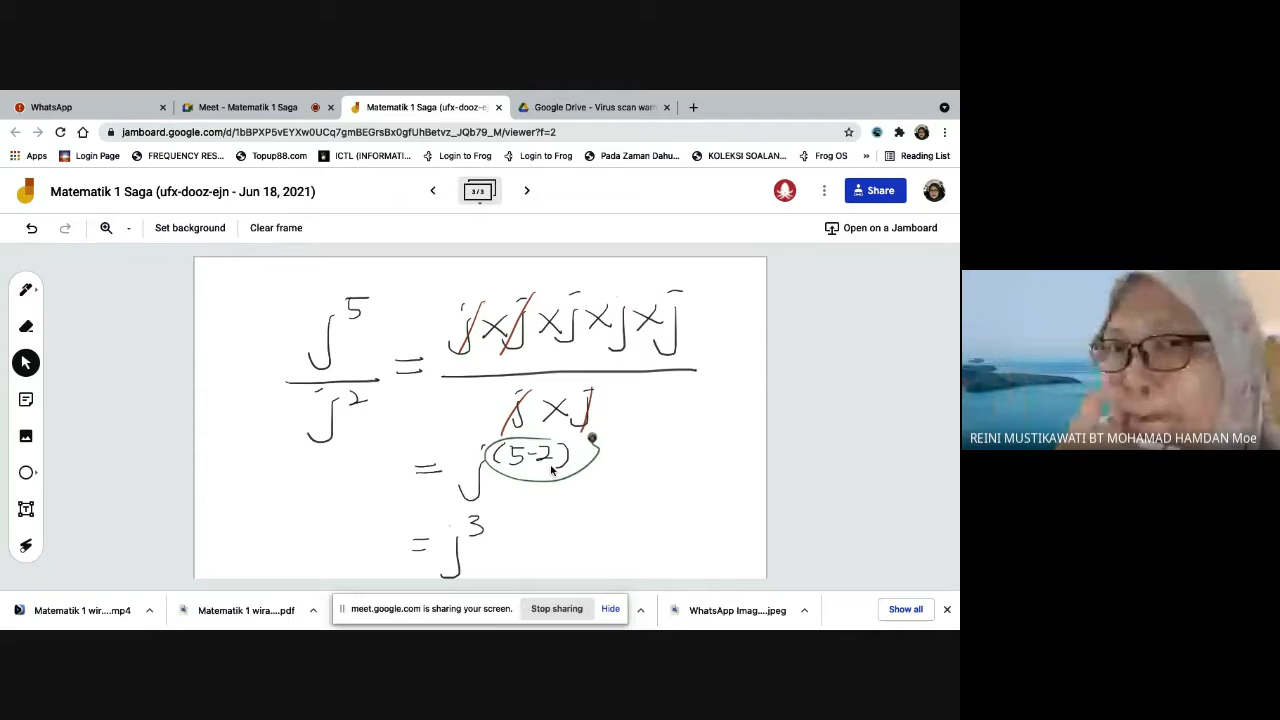 WhatsApp
Meet - Matematik 1 Saga
Matematik 1 Saga (ufx-dooz-e
Google Drive - Virus scan warn
jamboard.google.com/d/1bBPXP5vEYXw0UCq7gmBEGrsBx0gfUhBetvz_JQb79_M/viewer?f=2
Apps Login Page FREQUENCY RES... Topup88.com ICTL (INFORMATI... Login to Frog Login to Frog Pada Zaman Dahu... KOLEKSI SOALAN... Frog OS » Reading List
Matematik 1 Saga (ufx-dooz-ejn - Jun 18, 2021)
3 / 3
Share
Set background Clear frame
Open on a Jamboard
j^5 / j^2 = j × j × j × j × j / j × j
= j^(5-2)
= j^3
REINI MUSTIKAWATI BT MOHAMAD HAMDAN Moe
Matematik 1 wir....mp4
Matematik 1 wira....pdf
meet.google.com is sharing your screen. Stop sharing Hide
WhatsApp Imag....jpeg
Show all